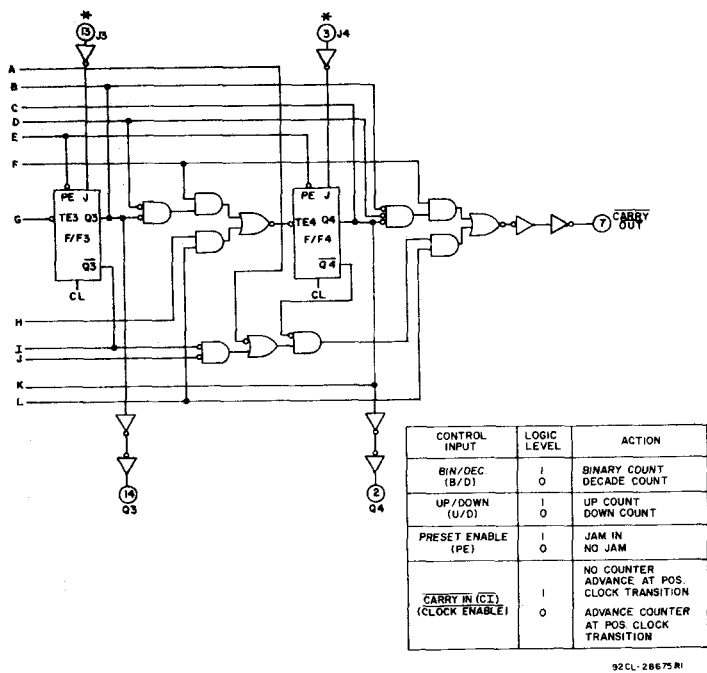 *
13 J3
*
3 J4
A
B
C
D
E
F
G
PE J
TE3 Q3
F/F3
Q3
CL
PE J
TE4 Q4
F/F4
Q4
CL
7 CARRY OUT
H
I
J
K
L
14
Q3
2
Q4
CONTROL INPUT LOGIC LEVEL ACTION
BIN/DEC. (B/D) 1 BINARY COUNT
0 DECADE COUNT
UP/DOWN (U/D) 1 UP COUNT
0 DOWN COUNT
PRESET ENABLE (PE) 1 JAM IN
0 NO JAM
CARRY IN (CI) (CLOCK ENABLE) 1 NO COUNTER ADVANCE AT POS. CLOCK TRANSITION
0 ADVANCE COUNTER AT POS. CLOCK TRANSITION
92CL-28675R1